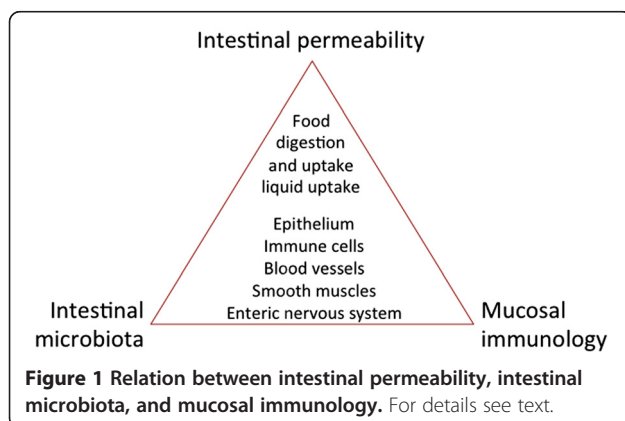 Intestinal permeability
Food
digestion
and uptake
liquid uptake
Epithelium
Immune cells
Blood vessels
Smooth muscles
Enteric nervous system
Intestinal
microbiota
Mucosal
immunology
Figure 1 Relation between intestinal permeability, intestinal
microbiota, and mucosal immunology. For details see text.